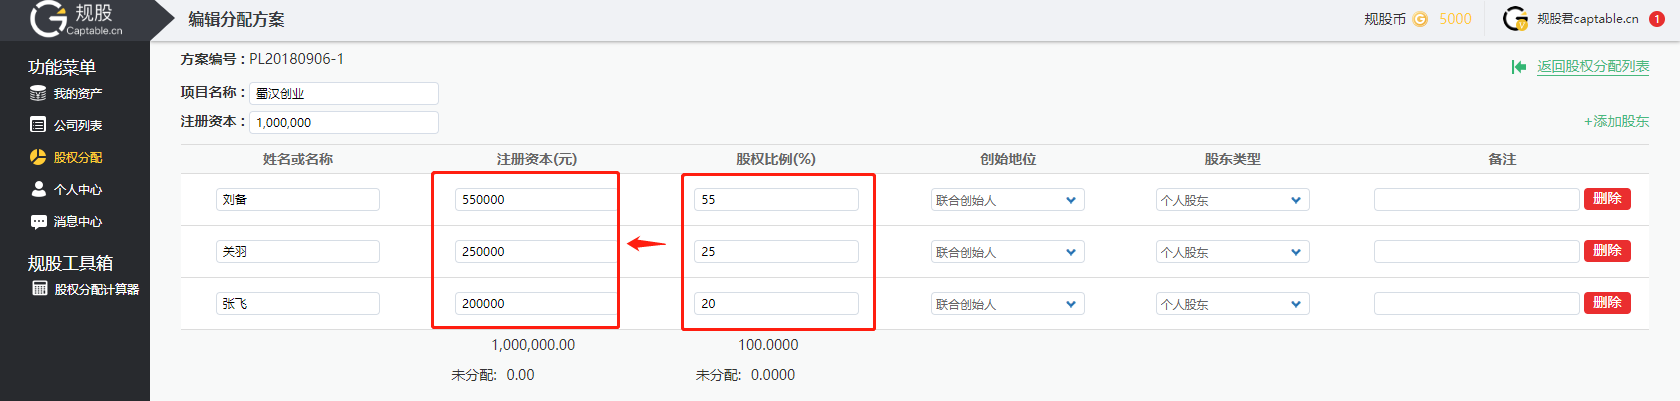 规股
Captable.cn
编辑分配方案
规股币 5000
规股君captable.cn 1
功能菜单
我的资产
公司列表
股权分配
个人中心
消息中心
规股工具箱
股权分配计算器
方案编号：PL20180906-1
返回股权分配列表
项目名称： 蜀汉创业
注册资本： 1,000,000
+添加股东
姓名或名称 注册资本(元) 股权比例(%) 创始地位 股东类型 备注
刘备 550000 55 联合创始人 个人股东 删除
关羽 250000 25 联合创始人 个人股东 删除
张飞 200000 20 联合创始人 个人股东 删除
1,000,000.00 100.0000
未分配: 0.00 未分配: 0.0000